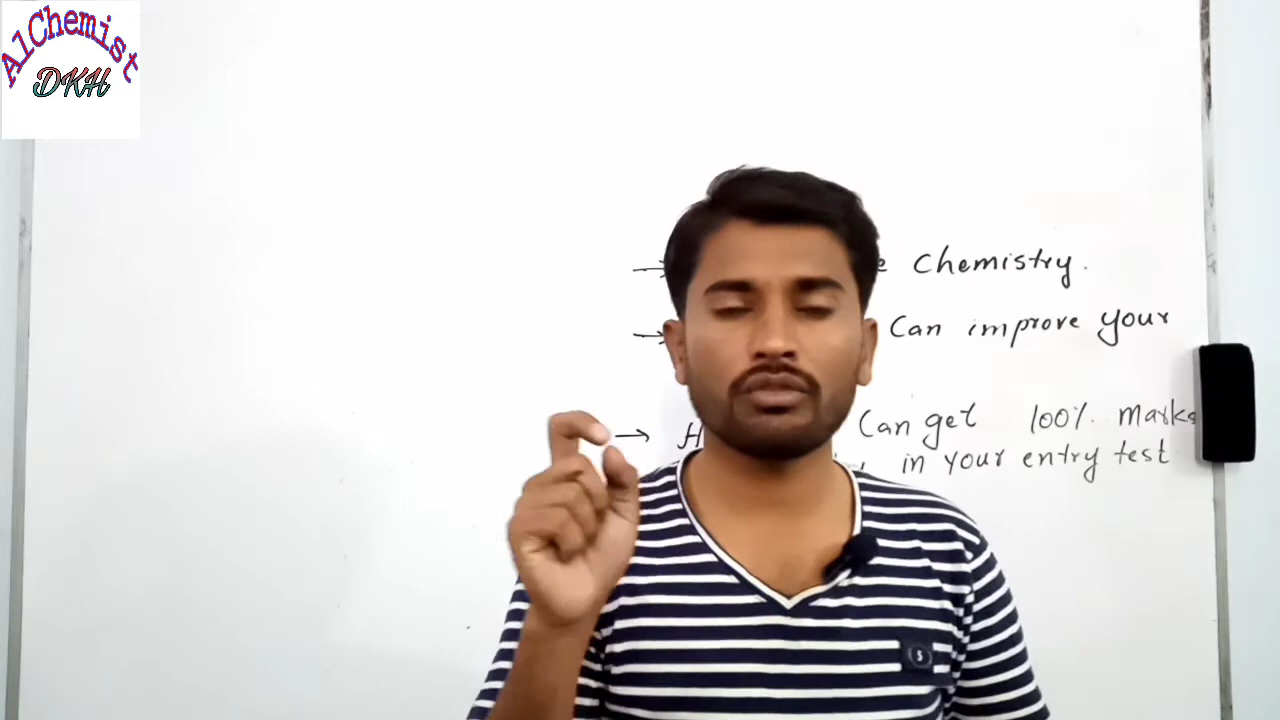 AlChemist
DKH
→ e Chemistry.
→ Can improve your
→ H Can get 100% marks
in your entry test